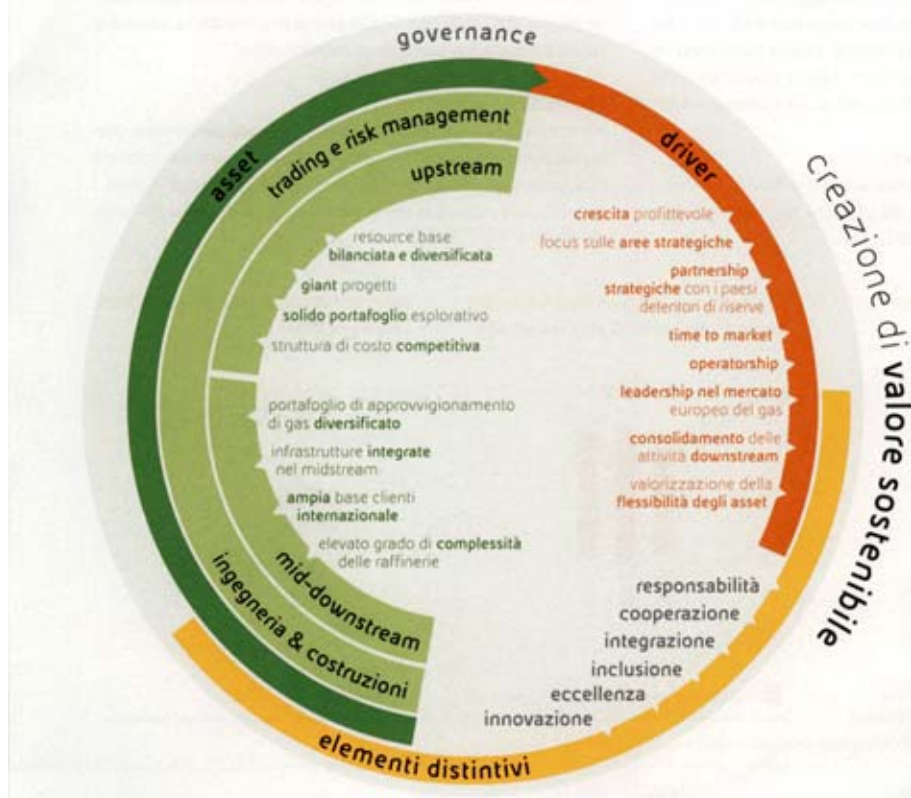 governance
asset
trading e risk management
upstream
resource base
bilanciata e diversificata
giant progetti
solido portafoglio esplorativo
struttura di costo competitiva
portafoglio di approvvigionamento
di gas diversificato
infrastrutture integrate
nel midstream
ampia base clienti
internazionale
elevato grado di complessità
delle raffinerie
mid-downstream
ingegneria & costruzioni
driver
crescita profittevole
focus sulle aree strategiche
partnership
strategiche con i paesi
detentori di riserve
time to market
operatorship
leadership nel mercato
europeo del gas
consolidamento delle
attività downstream
valorizzazione della
flessibilità degli asset
responsabilità
cooperazione
integrazione
inclusione
eccellenza
innovazione
elementi distintivi
creazione di valore sostenibile